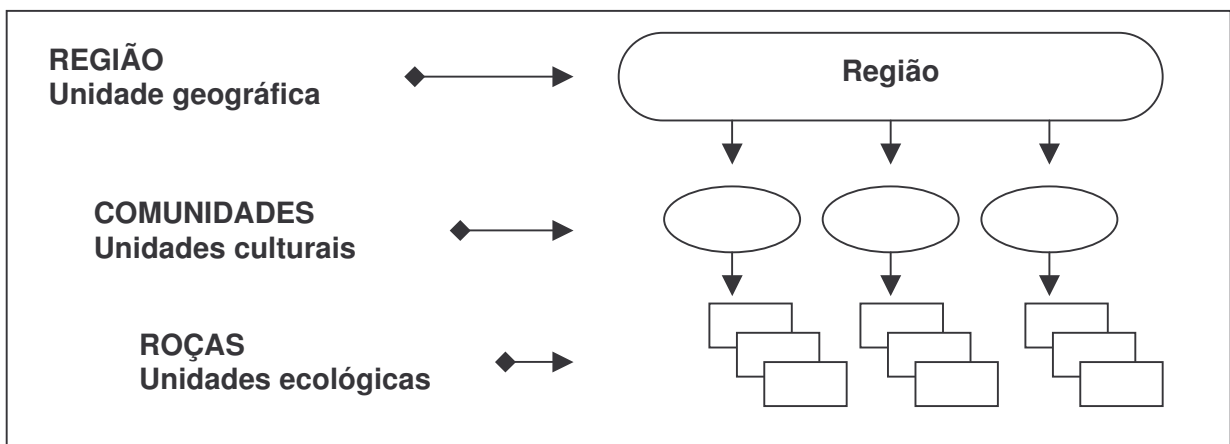 REGIÃO
Unidade geográfica
Região
COMUNIDADES
Unidades culturais
ROÇAS
Unidades ecológicas